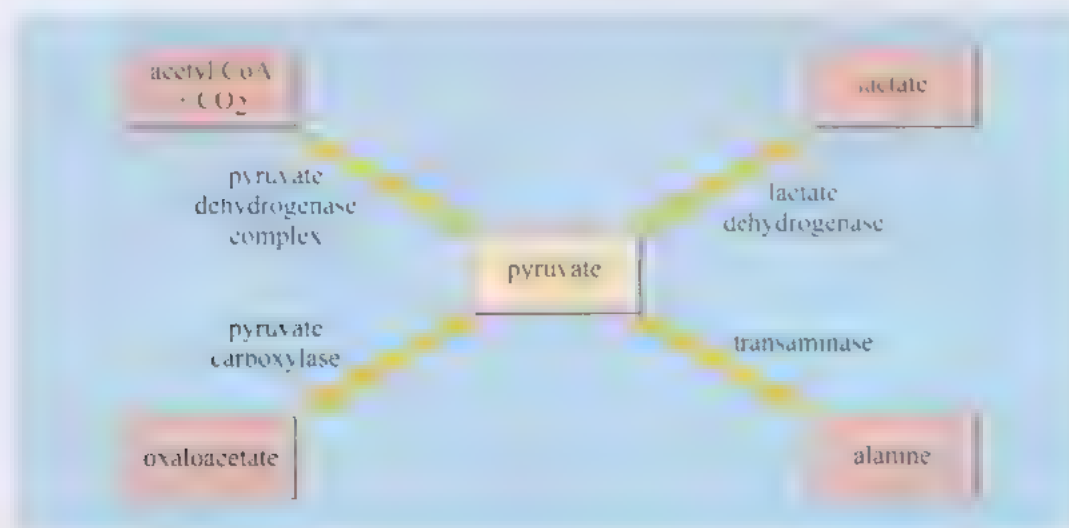 acetyl CoA
+ CO2
lactate
pyruvate
dehydrogenase
complex
lactate
dehydrogenase
pyruvate
pyruvate
carboxylase
transaminase
oxaloacetate
alanine